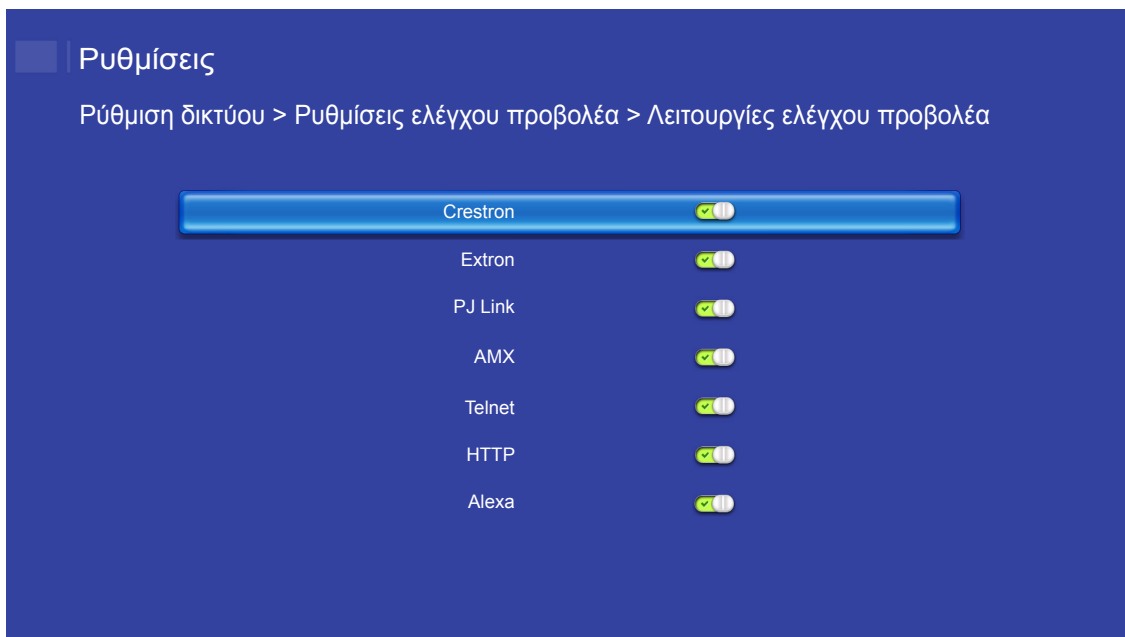 Ρυθμίσεις
Ρύθμιση δικτύου > Ρυθμίσεις ελέγχου προβολέα > Λειτουργίες ελέγχου προβολέα
Crestron
Extron
PJ Link
AMX
Telnet
HTTP
Alexa